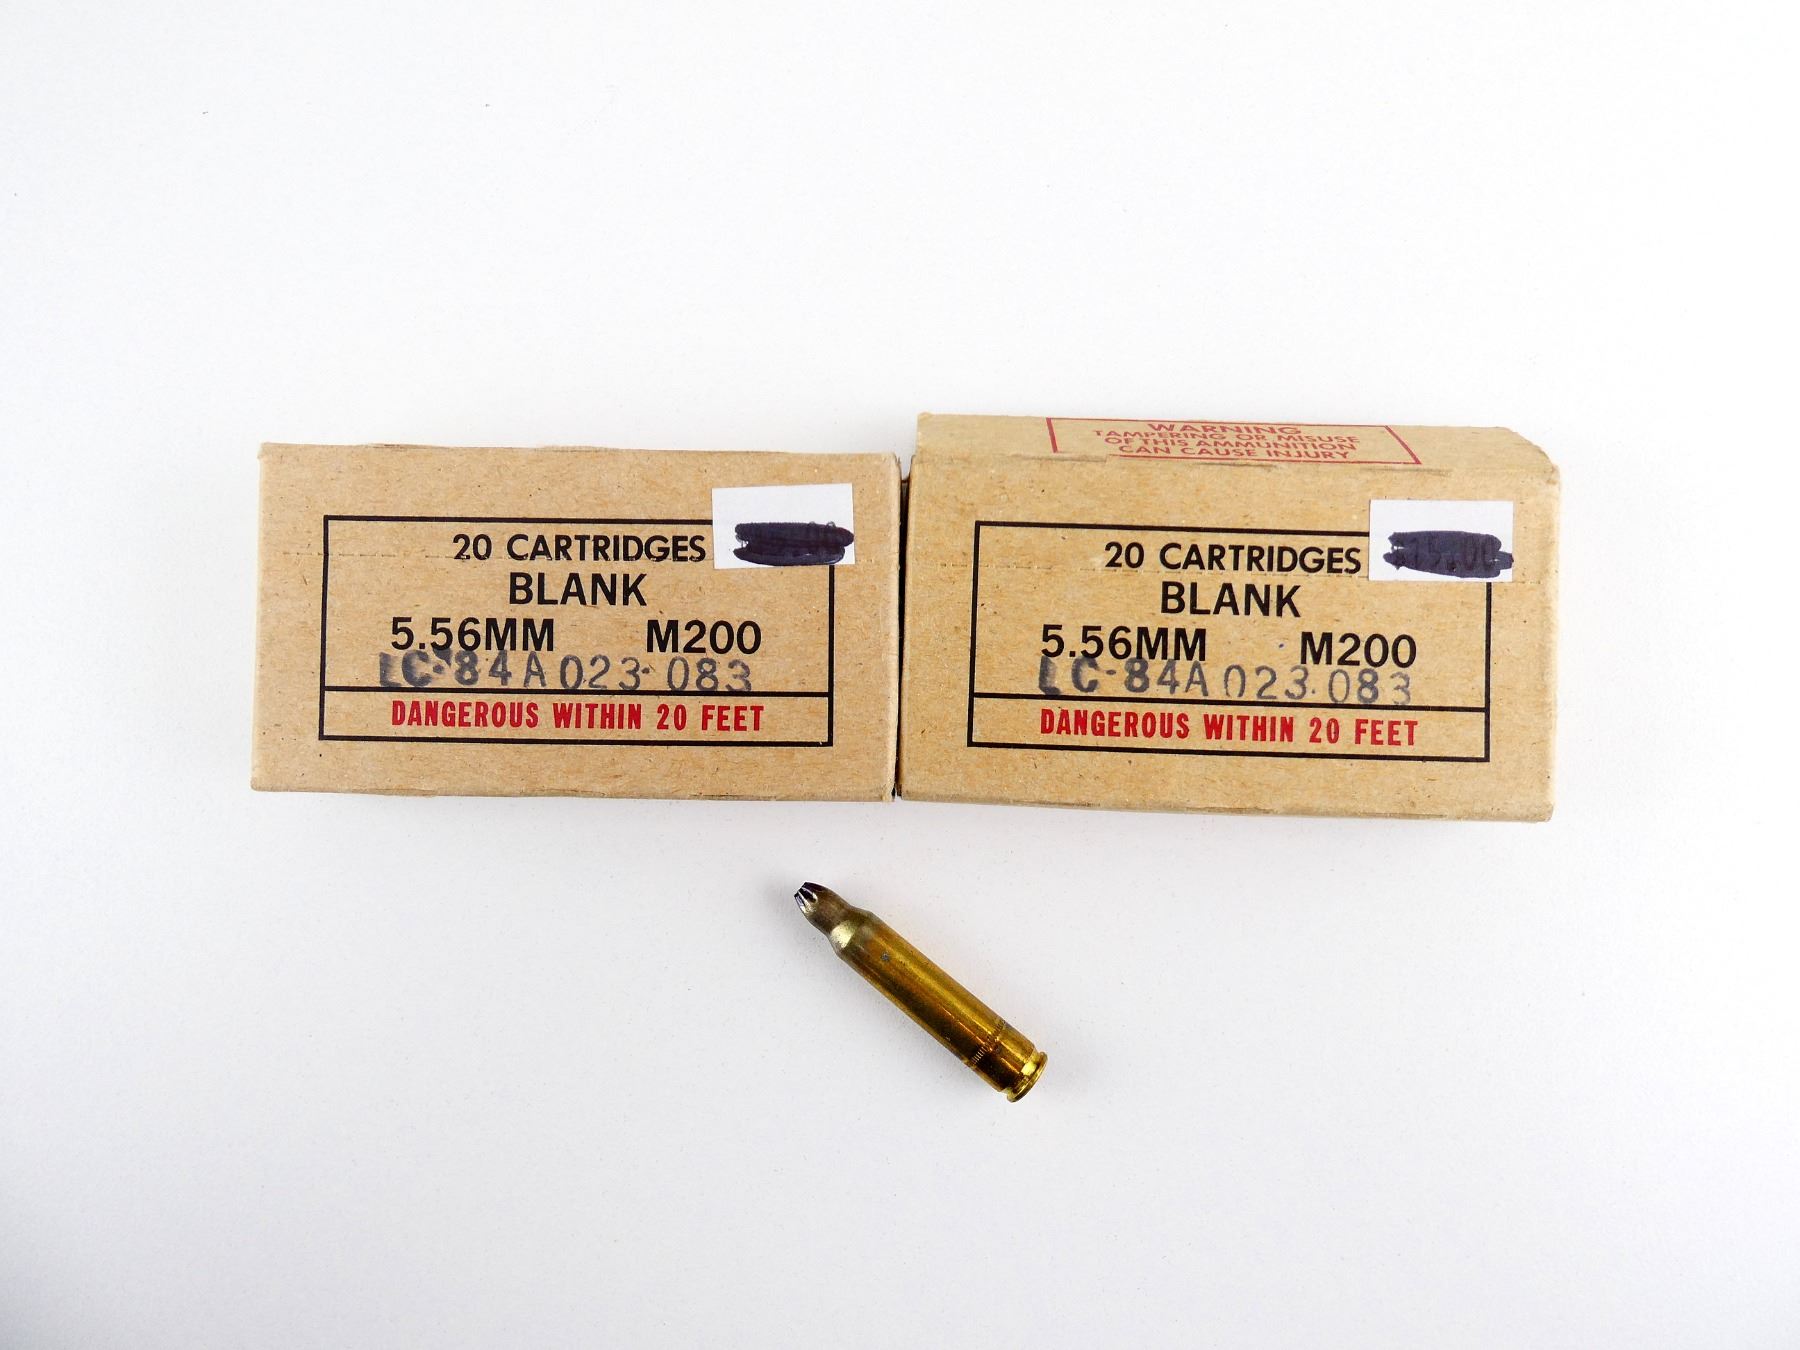 20 CARTRIDGES
BLANK
5.56MM M200
LC-84A023-083
DANGEROUS WITHIN 20 FEET
WARNING
TAMPERING OR MISUSE
OF THIS AMMUNITION
CAN CAUSE INJURY
20 CARTRIDGES
BLANK
5.56MM M200
LC-84A023-083
DANGEROUS WITHIN 20 FEET